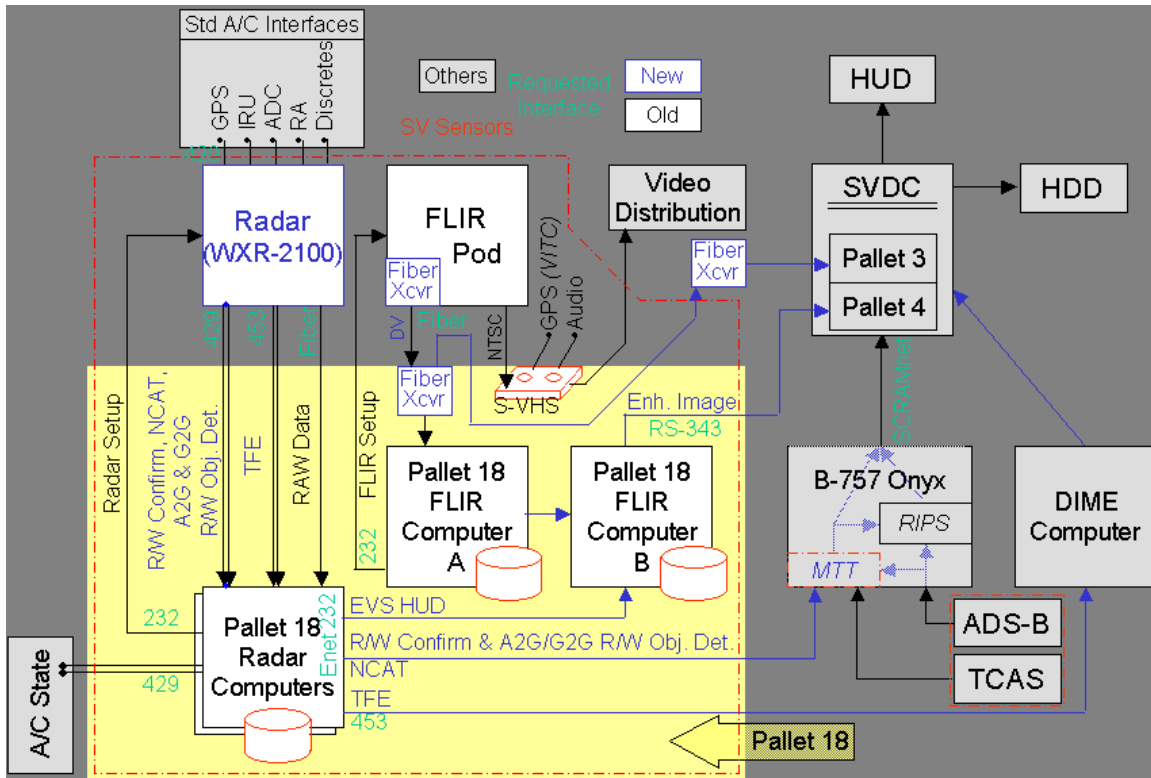 Std A/C Interfaces
GPS
IRU
ADC
RA
Discretes
429
Others
Requested
Interface
New
Old
SV Sensors
HUD
SVDC
HDD
Pallet 3
Pallet 4
Video
Distribution
Fiber
Xcvr
Radar
(WXR-2100)
FLIR
Pod
Fiber
Xcvr
GPS (VITC)
Audio
429
453
Fiber
DV
Fiber
NTSC
Fiber
Xcvr
S-VHS
Enh. Image
RS-343
SCRAMnet
Radar Setup
R/W Confirm, NCAT,
A2G & G2G
R/W Obj. Det.
TFE
RAW Data
FLIR Setup
232
Pallet 18
FLIR
Computer
A
Pallet 18
FLIR
Computer
B
B-757 Onyx
RIPS
MTT
DIME
Computer
232
429
A/C State
Pallet 18
Radar
Computers
Enet 232
EVS HUD
R/W Confirm & A2G/G2G R/W Obj. Det.
NCAT
TFE
453
ADS-B
TCAS
Pallet 18